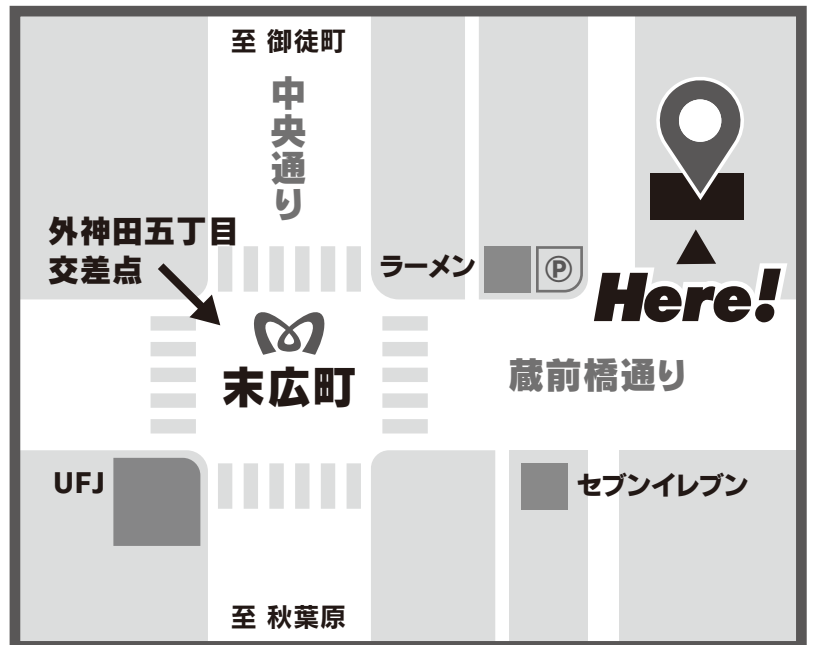 至 御徒町
中央通り
外神田五丁目
交差点
ラーメン
P
Here!
末広町
蔵前橋通り
UFJ
セブンイレブン
至 秋葉原